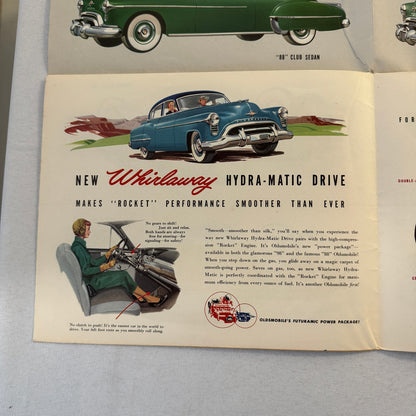 "88" CLUB SEDAN
FOR
NEW Whirlaway HYDRA-MATIC DRIVE
MAKES "ROCKET" PERFORMANCE SMOOTHER THAN EVER
DOUBLE-
No gears to shift!
Just sit and relax.
Both hands are always
free for steering—for
signaling—for safety!
"Smooth—smoother than silk," you'll say when you experience the
way new Whirlaway Hydra-Matic Drive pairs with the high-compres-
sion "Rocket" Engine. It's Oldsmobile's new "power package"—
available in both the glamorous "98" and the famous "88" Oldsmobile!
When you step down on the gas, you glide away on a magic carpet of
smooth-going power. Saves on gas, too, as new Whirlaway Hydra-
Matic is perfectly coordinated with the "Rocket" Engine for maxi-
mum efficiency from every ounce of fuel. It's another Oldsmobile first!
No clutch to push! It's the easiest car in the world to
drive. Your left foot rests as you smoothly roll along.
OLDSMOBILE'S FUTURAMIC POWER PACKAGE!